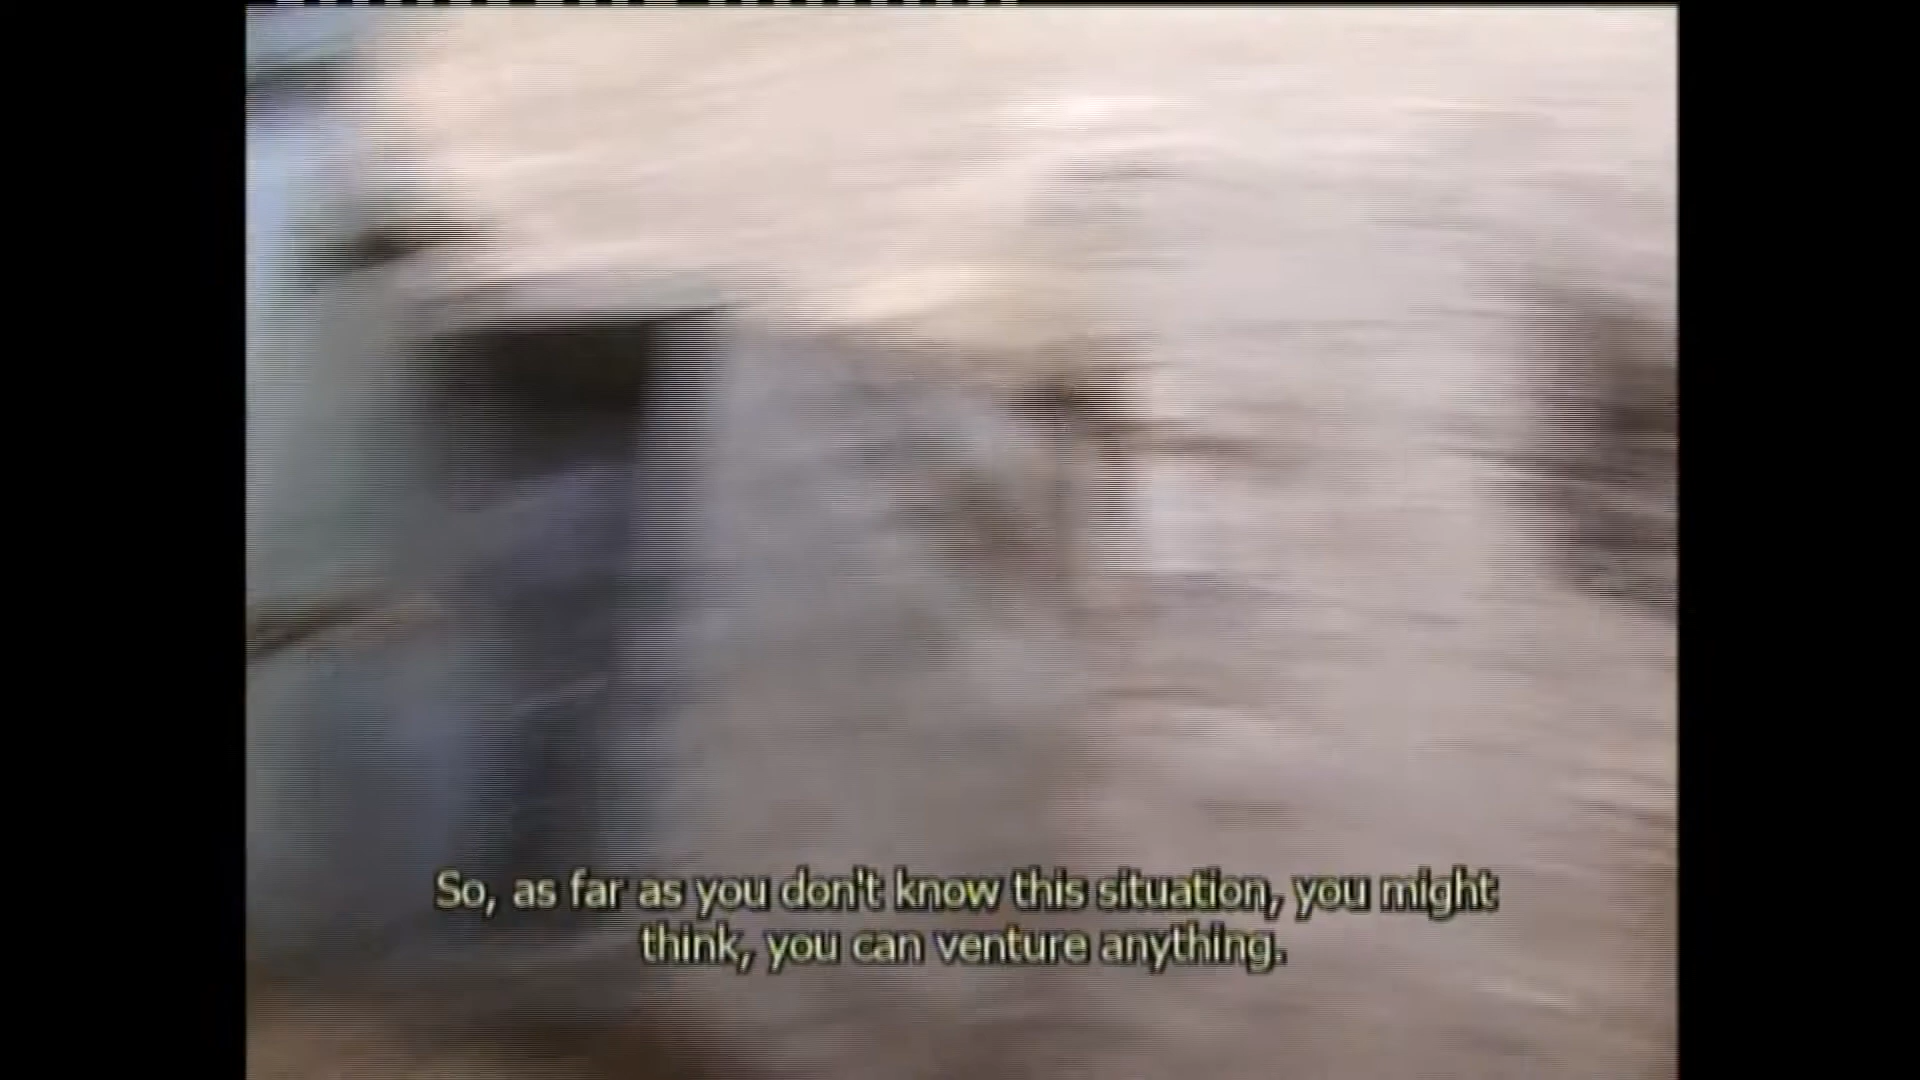 So, as far as you don't know this situation, you might
think, you can venture anything.